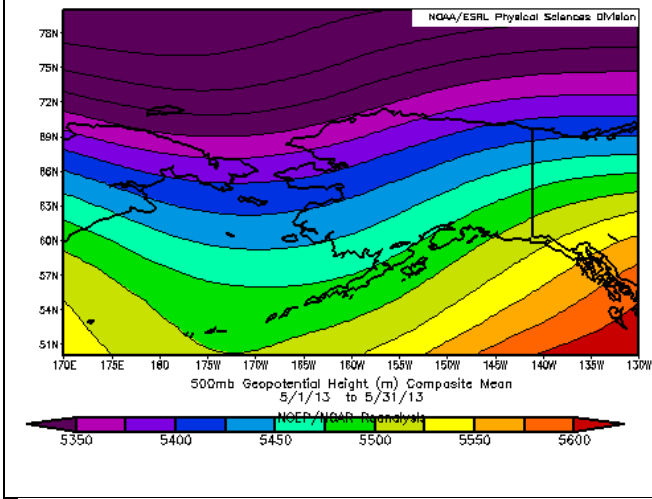 NOAA/ESRL Physical Sciences Division
78N
75N
72N
69N
66N
63N
60N
57N
54N
51N
170E 175E 180 175W 170W 165W 160W 155W 150W 145W 140W 135W 130W
500mb Geopotential Height (m) Composite Mean
5/1/13 to 5/31/13
NCEP/NCAR Reanalysis
5350 5400 5450 5500 5550 5600